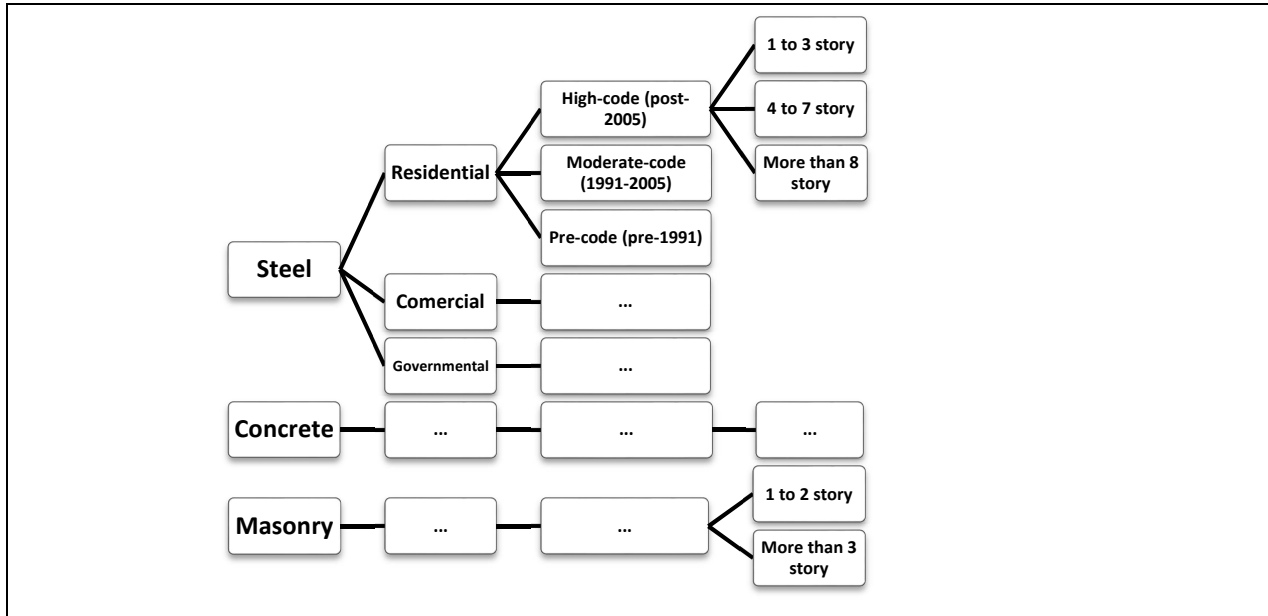 1 to 3 story
High-code (post-
2005)
4 to 7 story
Residential
Moderate-code
(1991-2005)
More than 8
story
Pre-code (pre-1991)
Steel
Comercial
...
Governmental
...
Concrete
...
...
...
1 to 2 story
Masonry
...
...
More than 3
story